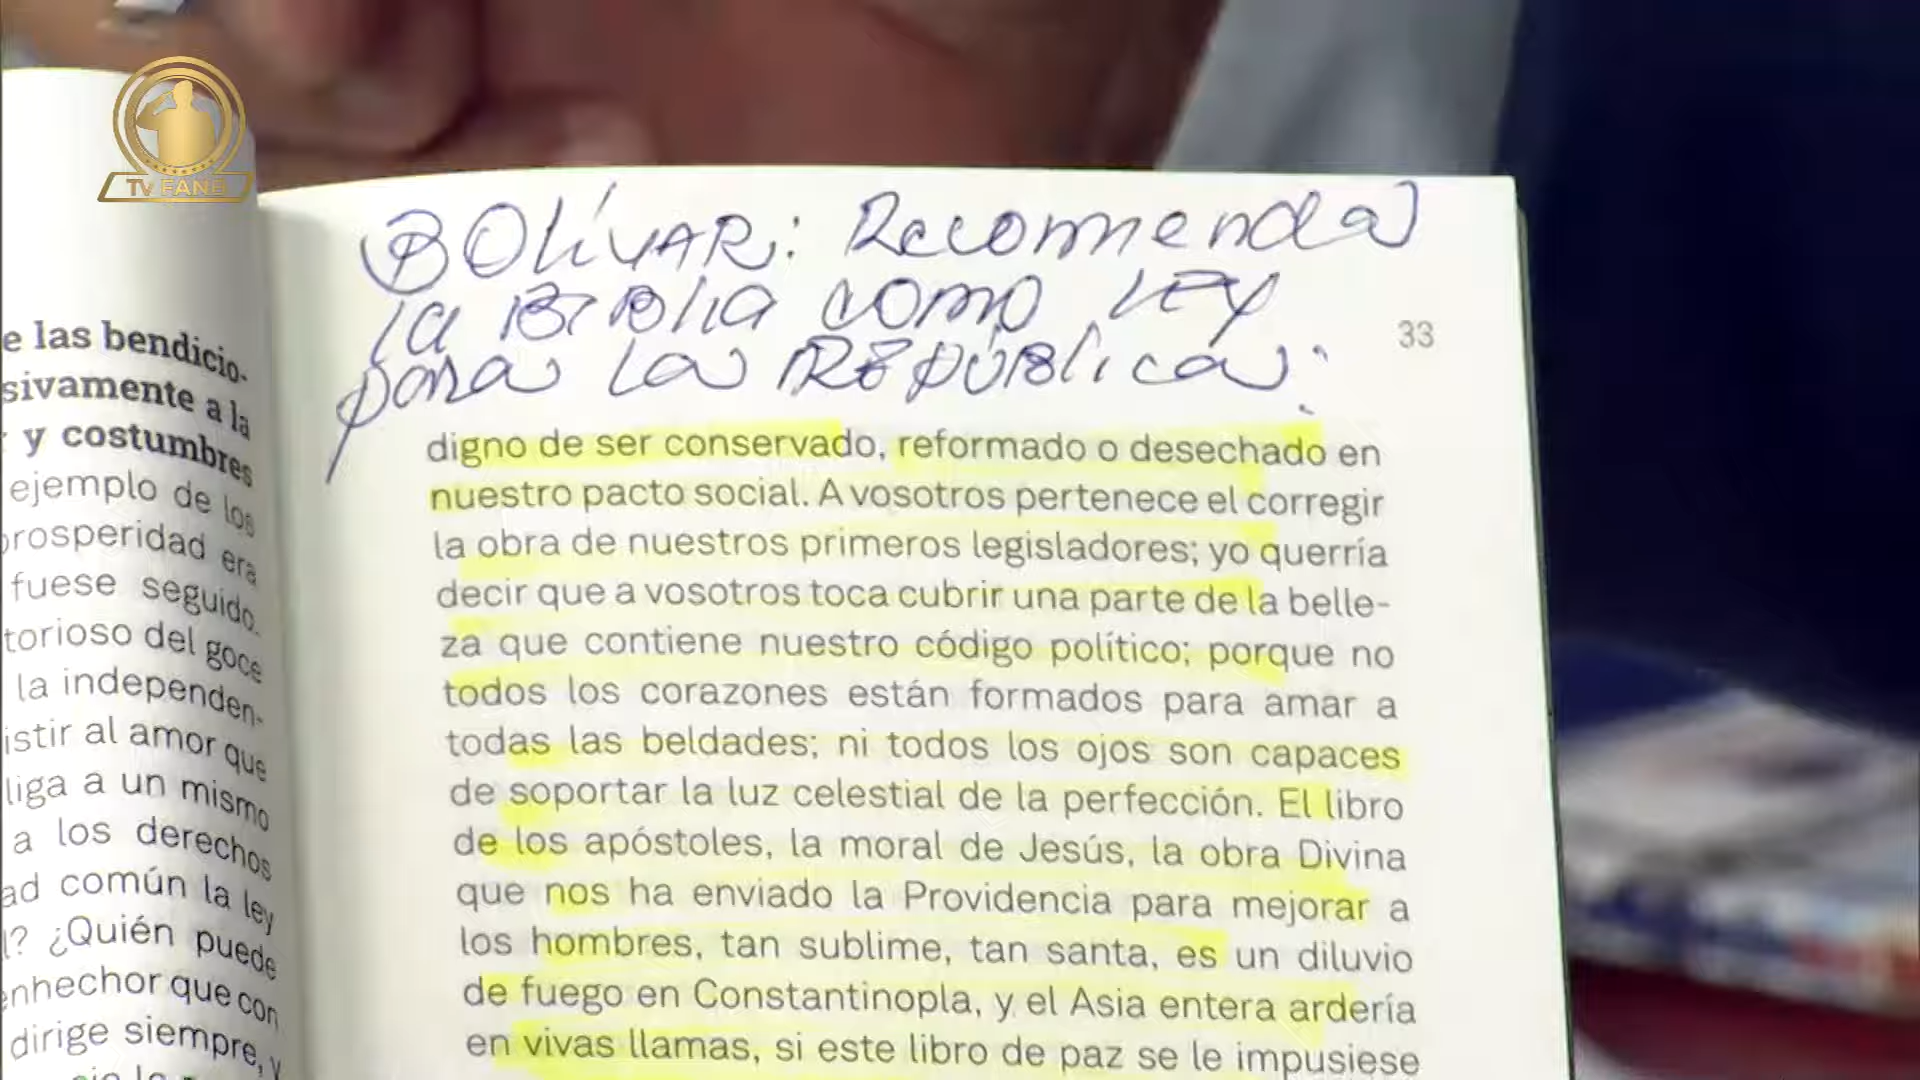 TV FANB
e las bendicio-
sivamente a la
y costumbres
ejemplo de los
prosperidad era
fuese seguido.
torioso del goce
la independen-
istir al amor que
liga a un mismo
a los derechos
ad común la ley
l? ¿Quién puede
enhechor que con
dirige siempre, y
BOLÍVAR: Recomienda
la BIBlia como LEY
para la REPÚBlica:
33
digno de ser conservado, reformado o desechado en
nuestro pacto social. A vosotros pertenece el corregir
la obra de nuestros primeros legisladores; yo querría
decir que a vosotros toca cubrir una parte de la belle-
za que contiene nuestro código político; porque no
todos los corazones están formados para amar a
todas las beldades; ni todos los ojos son capaces
de soportar la luz celestial de la perfección. El libro
de los apóstoles, la moral de Jesús, la obra Divina
que nos ha enviado la Providencia para mejorar a
los hombres, tan sublime, tan santa, es un diluvio
de fuego en Constantinopla, y el Asia entera ardería
en vivas llamas, si este libro de paz se le impusiese